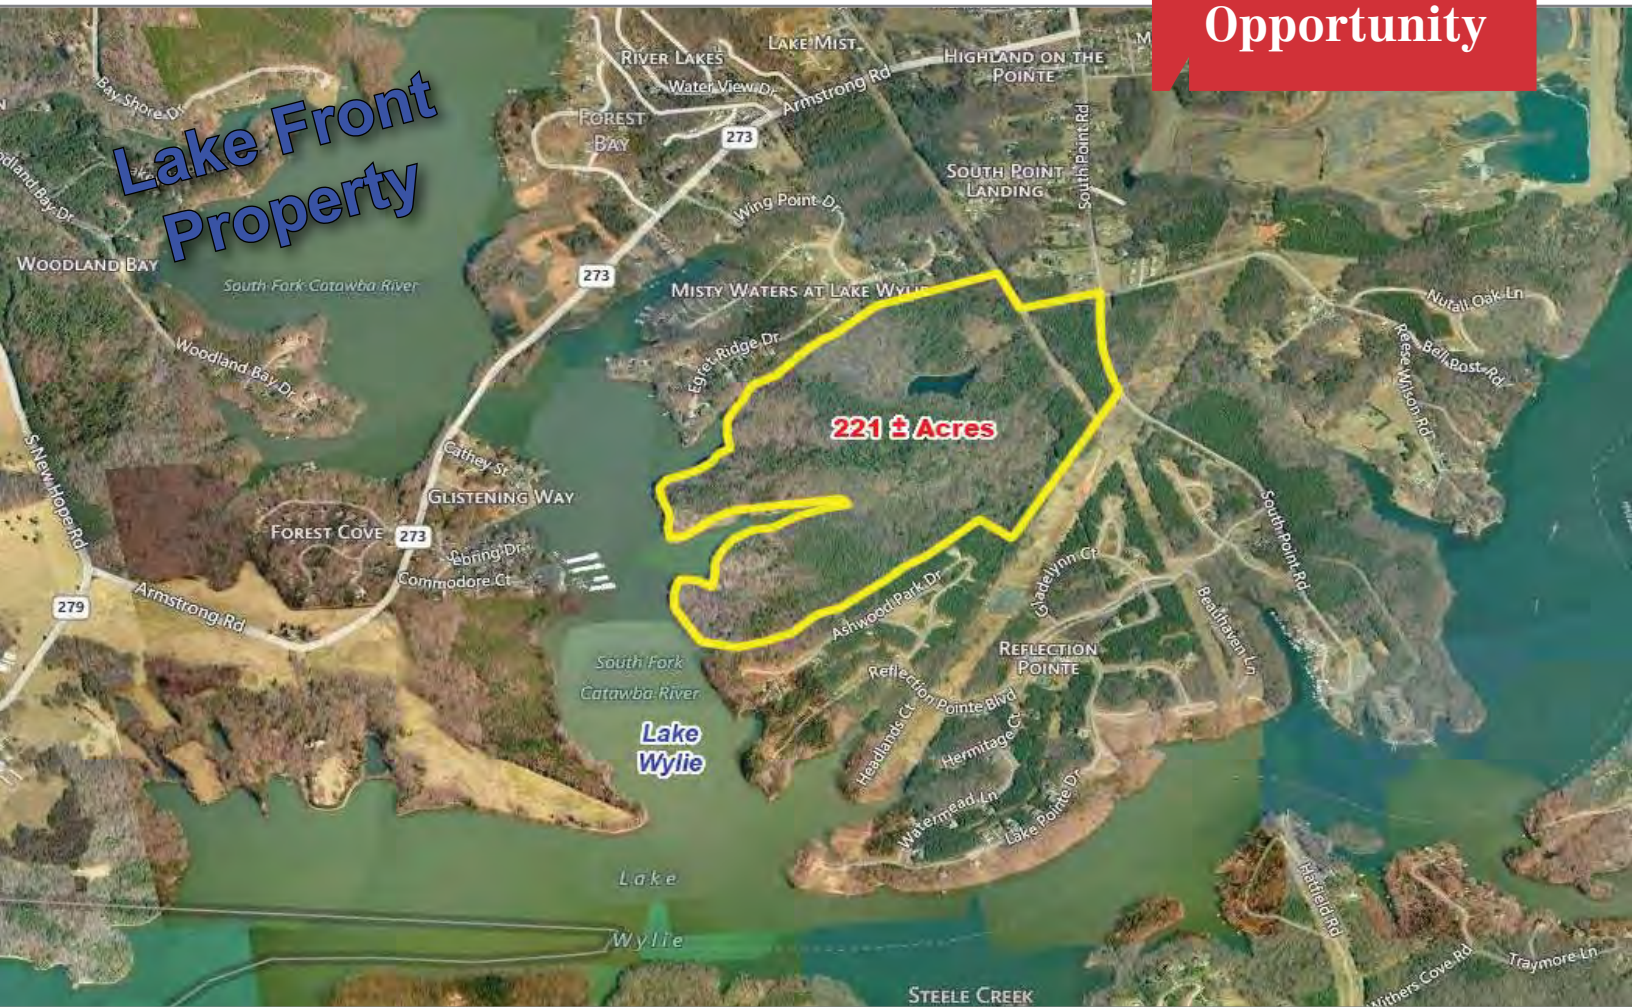 Opportunity
Lake Front
Property
RIVER LAKES
LAKE MIST
HIGHLAND ON THE
POINTE
Water View Dr
Armstrong Rd
Bay Shore Dr
FOREST
BAY
273
South Point Rd
SOUTH POINT
LANDING
Wing Point Dr
Woodland Bay Dr
WOODLAND BAY
South Fork Catawba River
273
MISTY WATERS AT LAKE WYLIE
Nutall Oak Ln
Egret Ridge Dr
Woodland Bay Dr
Reese Wilson Rd
Bell Post Rd
221 ± Acres
S New Hope Rd
Cathey St
GLISTENING WAY
FOREST COVE
273
South Point Rd
Commodore Ct
279
Armstrong Rd
Ashwood Park Dr
Gladelynn Ct
Beauhaven Ln
REFLECTION
POINTE
South Fork
Catawba River
Reflection Pointe Blvd
Lake
Wylie
Headlands Ct
Hermitage Ct
Watermead Ln
Lake Pointe Dr
Lake
Wylie
Hatfield Rd
Withers Cove Rd
Traymore Ln
STEELE CREEK